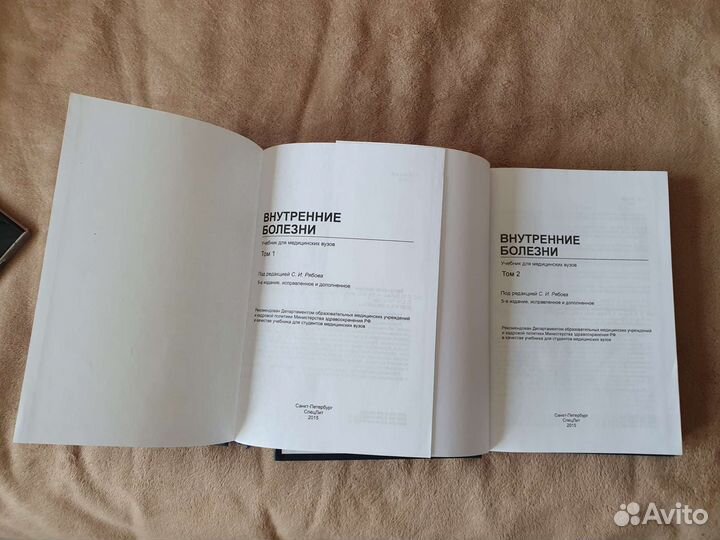 ВНУТРЕННИЕ
БОЛЕЗНИ
Учебник для медицинских вузов
Том 1
Под редакцией С. И. Рябова
5-е издание, исправленное и дополненное
Рекомендован Департаментом образовательных медицинских учреждений
и кадровой политики Министерства здравоохранения РФ
в качестве учебника для студентов медицинских вузов
Санкт-Петербург
СпецЛит
2015
ВНУТРЕННИЕ
БОЛЕЗНИ
Учебник для медицинских вузов
Том 2
Под редакцией С. И. Рябова
5-е издание, исправленное и дополненное
Рекомендован Департаментом образовательных медицинских учреждений
и кадровой политики Министерства здравоохранения РФ
в качестве учебника для студентов медицинских вузов
Санкт-Петербург
СпецЛит
2015
Avito